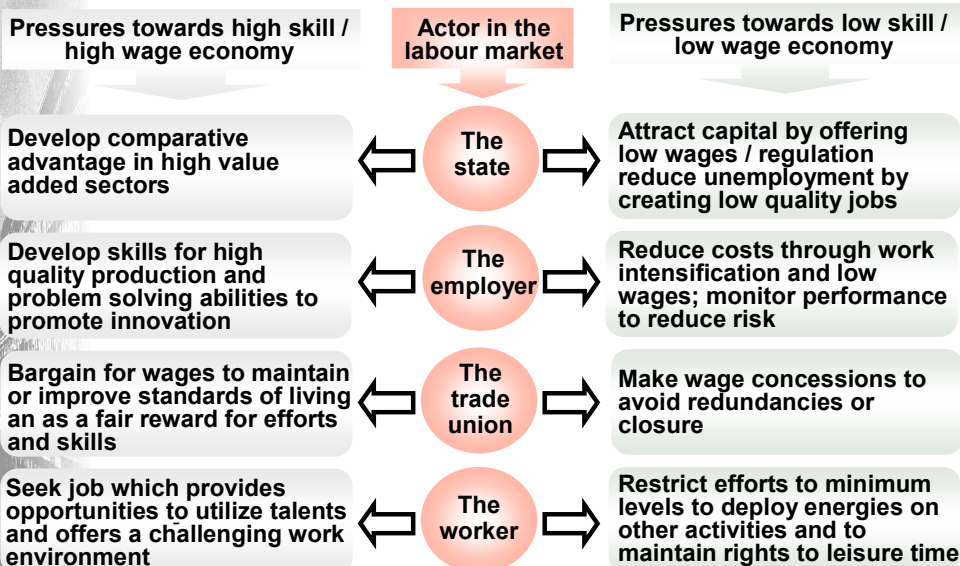 Pressures towards high skill /
high wage economy
Actor in the
labour market
Pressures towards low skill /
low wage economy
Develop comparative
advantage in high value
added sectors
The
state
Attract capital by offering
low wages / regulation
reduce unemployment by
creating low quality jobs
Develop skills for high
quality production and
problem solving abilities to
promote innovation
The
employer
Reduce costs through work
intensification and low
wages; monitor performance
to reduce risk
Bargain for wages to maintain
or improve standards of living
an as a fair reward for efforts
and skills
The
trade
union
Make wage concessions to
avoid redundancies or
closure
Seek job which provides
opportunities to utilize talents
and offers a challenging work
environment
The
worker
Restrict efforts to minimum
levels to deploy energies on
other activities and to
maintain rights to leisure time